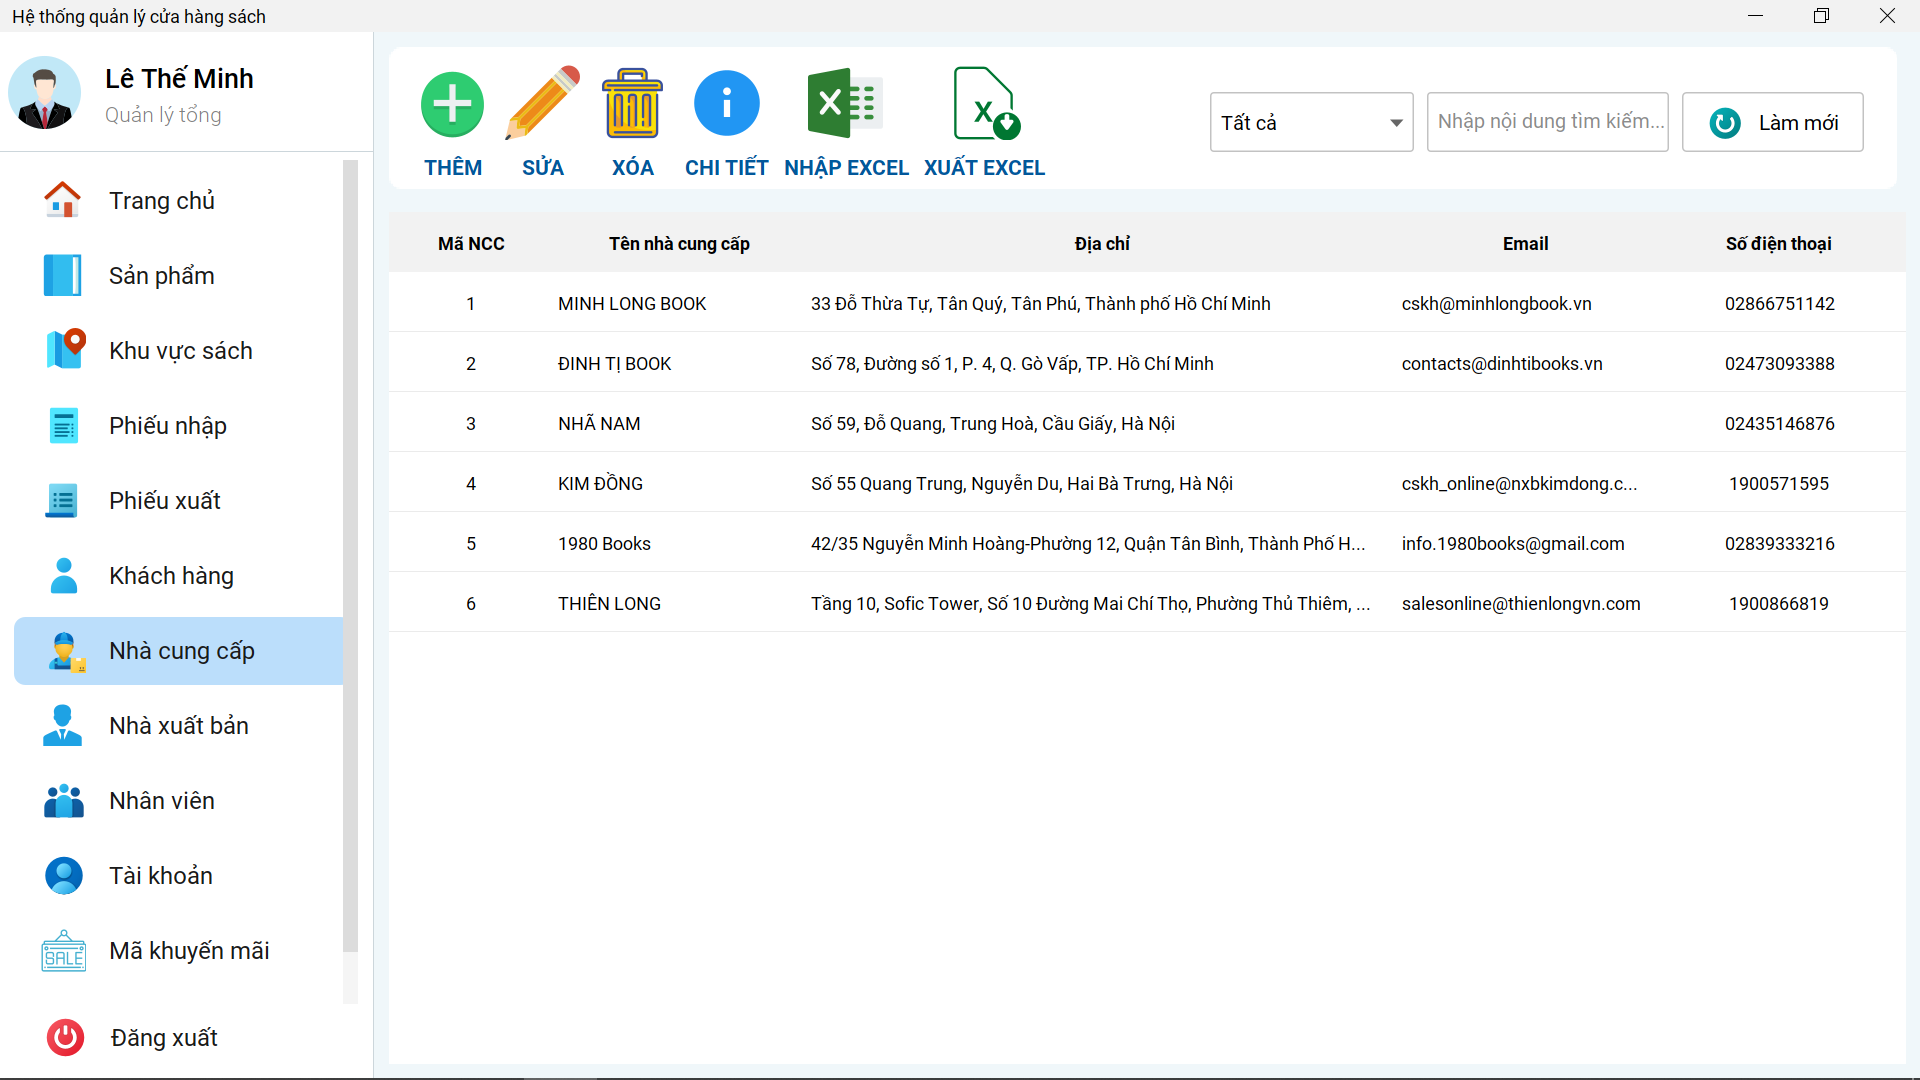 Hệ thống quản lý cửa hàng sách
Lê Thế Minh
Quản lý tổng
Trang chủ
Sản phẩm
Khu vực sách
Phiếu nhập
Phiếu xuất
Khách hàng
Nhà cung cấp
Nhà xuất bản
Nhân viên
Tài khoản
SALE
Mã khuyến mãi
Đăng xuất
THÊM SỬA XÓA CHI TIẾT NHẬP EXCEL XUẤT EXCEL
Tất cả Nhập nội dung tìm kiếm... Làm mới
Mã NCC Tên nhà cung cấp Địa chỉ Email Số điện thoại
1 MINH LONG BOOK 33 Đỗ Thừa Tự, Tân Quý, Tân Phú, Thành phố Hồ Chí Minh cskh@minhlongbook.vn 02866751142
2 ĐINH TỊ BOOK Số 78, Đường số 1, P. 4, Q. Gò Vấp, TP. Hồ Chí Minh contacts@dinhtibooks.vn 02473093388
3 NHÃ NAM Số 59, Đỗ Quang, Trung Hoà, Cầu Giấy, Hà Nội 02435146876
4 KIM ĐỒNG Số 55 Quang Trung, Nguyễn Du, Hai Bà Trưng, Hà Nội cskh_online@nxbkimdong.c... 1900571595
5 1980 Books 42/35 Nguyễn Minh Hoàng-Phường 12, Quận Tân Bình, Thành Phố H... info.1980books@gmail.com 02839333216
6 THIÊN LONG Tầng 10, Sofic Tower, Số 10 Đường Mai Chí Thọ, Phường Thủ Thiêm, ... salesonline@thienlongvn.com 1900866819